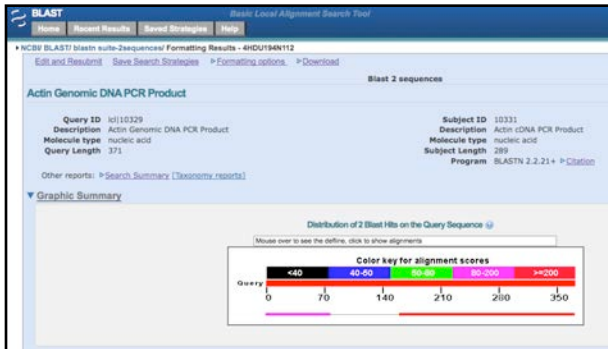 BLAST Basic Local Alignment Search Tool
Home Recent Results Saved Strategies Help
NCBI/ BLAST/ blastn suite-2sequences/ Formatting Results - 4HDU194N112
Edit and Resubmit Save Search Strategies Formatting options Download
Blast 2 sequences
Actin Genomic DNA PCR Product
Query ID lcl|10329
Description Actin Genomic DNA PCR Product
Molecule type nucleic acid
Query Length 371
Subject ID 10331
Description Actin cDNA PCR Product
Molecule type nucleic acid
Subject Length 289
Program BLASTN 2.2.21+ Citation
Other reports: Search Summary [Taxonomy reports]
Graphic Summary
Distribution of 2 Blast Hits on the Query Sequence
Mouse over to see the defline, click to show alignments
Color key for alignment scores
<40 40-50 50-80 80-200 >=200
Query
0 70 140 210 280 350